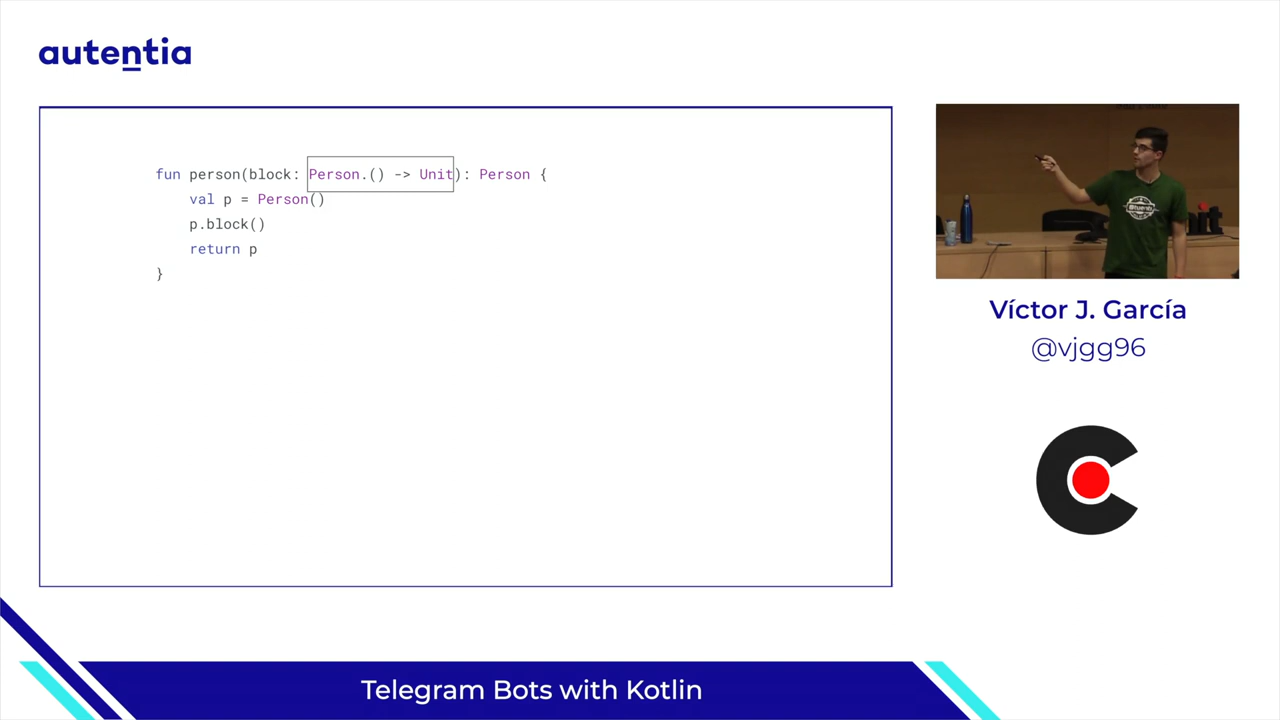 autentia
fun person(block: Person.() -> Unit): Person {
val p = Person()
p.block()
return p
}
Víctor J. García
@vjgg96
Telegram Bots with Kotlin